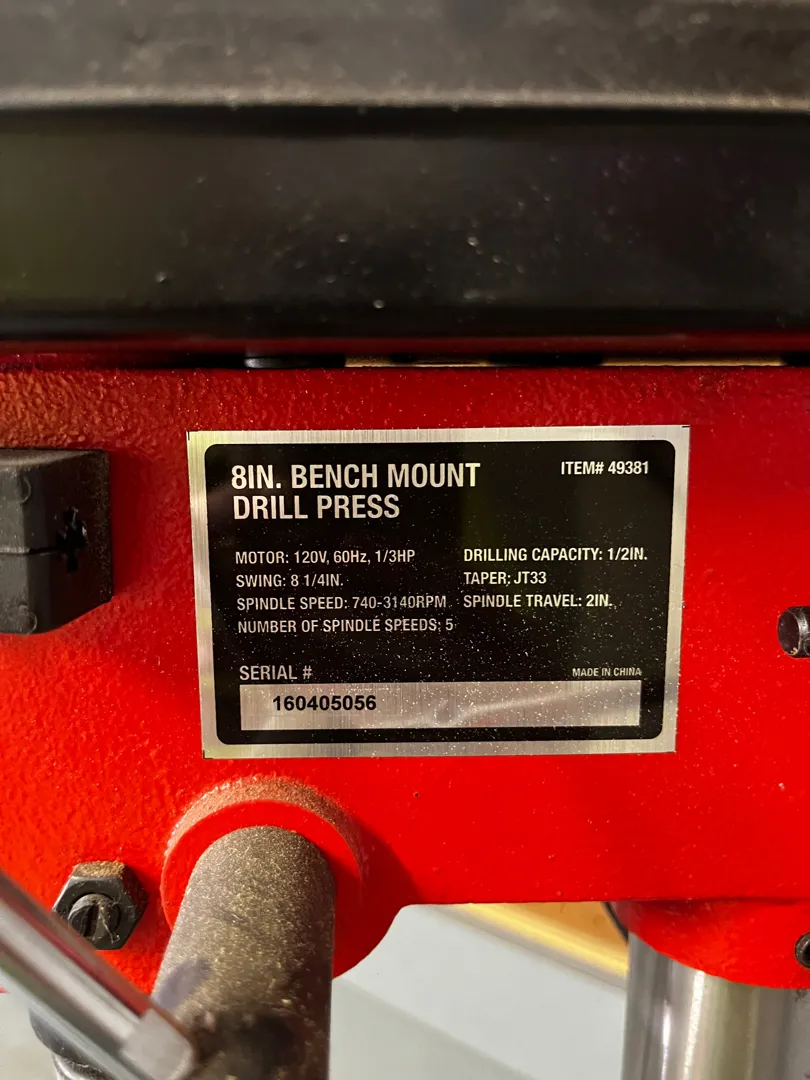 8IN. BENCH MOUNT
DRILL PRESS
ITEM# 49381
MOTOR: 120V, 60Hz, 1/3HP
SWING: 8 1/4IN.
SPINDLE SPEED: 740-3140RPM
NUMBER OF SPINDLE SPEEDS: 5
DRILLING CAPACITY: 1/2IN.
TAPER: JT33
SPINDLE TRAVEL: 2IN.
SERIAL #
MADE IN CHINA
160405056